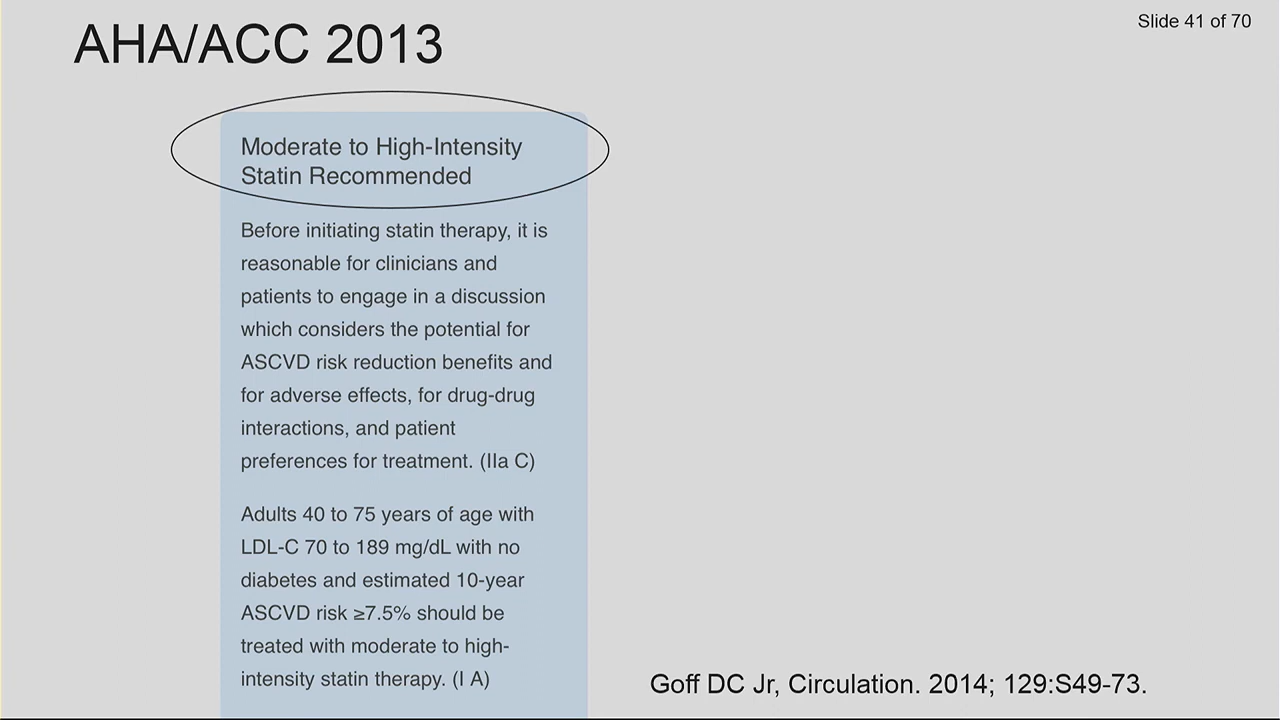 Slide 41 of 70
AHA/ACC 2013
Moderate to High-Intensity
Statin Recommended
Before initiating statin therapy, it is
reasonable for clinicians and
patients to engage in a discussion
which considers the potential for
ASCVD risk reduction benefits and
for adverse effects, for drug-drug
interactions, and patient
preferences for treatment. (IIa C)
Adults 40 to 75 years of age with
LDL-C 70 to 189 mg/dL with no
diabetes and estimated 10-year
ASCVD risk ≥7.5% should be
treated with moderate to high-
intensity statin therapy. (I A)
Goff DC Jr, Circulation. 2014; 129:S49-73.